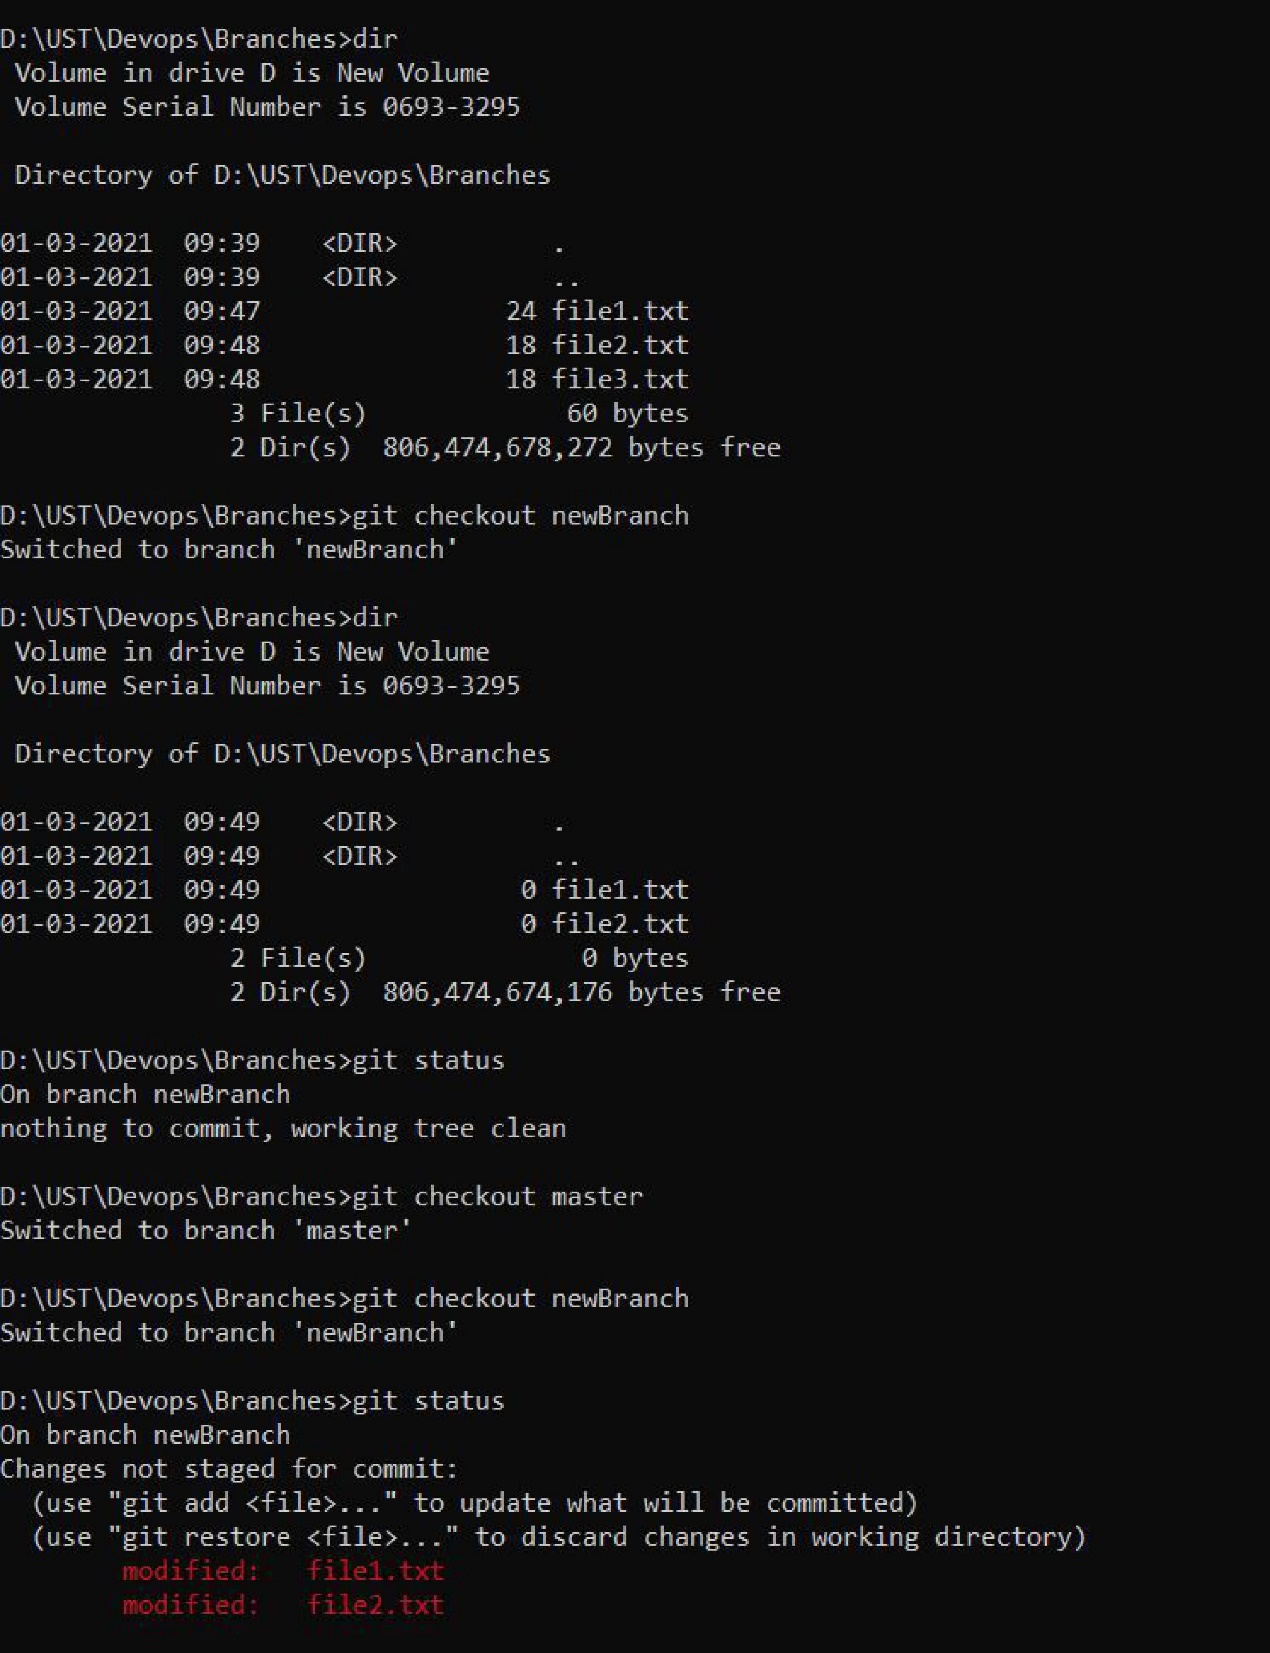 D:\UST\Devops\Branches>dir
 Volume in drive D is New Volume
 Volume Serial Number is 0693-3295

 Directory of D:\UST\Devops\Branches

01-03-2021  09:39    <DIR>          .
01-03-2021  09:39    <DIR>          ..
01-03-2021  09:47                24 file1.txt
01-03-2021  09:48                18 file2.txt
01-03-2021  09:48                18 file3.txt
               3 File(s)             60 bytes
               2 Dir(s)  806,474,678,272 bytes free

D:\UST\Devops\Branches>git checkout newBranch
Switched to branch 'newBranch'

D:\UST\Devops\Branches>dir
 Volume in drive D is New Volume
 Volume Serial Number is 0693-3295

 Directory of D:\UST\Devops\Branches

01-03-2021  09:49    <DIR>          .
01-03-2021  09:49    <DIR>          ..
01-03-2021  09:49                 0 file1.txt
01-03-2021  09:49                 0 file2.txt
               2 File(s)              0 bytes
               2 Dir(s)  806,474,674,176 bytes free

D:\UST\Devops\Branches>git status
On branch newBranch
nothing to commit, working tree clean

D:\UST\Devops\Branches>git checkout master
Switched to branch 'master'

D:\UST\Devops\Branches>git checkout newBranch
Switched to branch 'newBranch'

D:\UST\Devops\Branches>git status
On branch newBranch
Changes not staged for commit:
  (use "git add <file>..." to update what will be committed)
  (use "git restore <file>..." to discard changes in working directory)
        modified:   file1.txt
        modified:   file2.txt